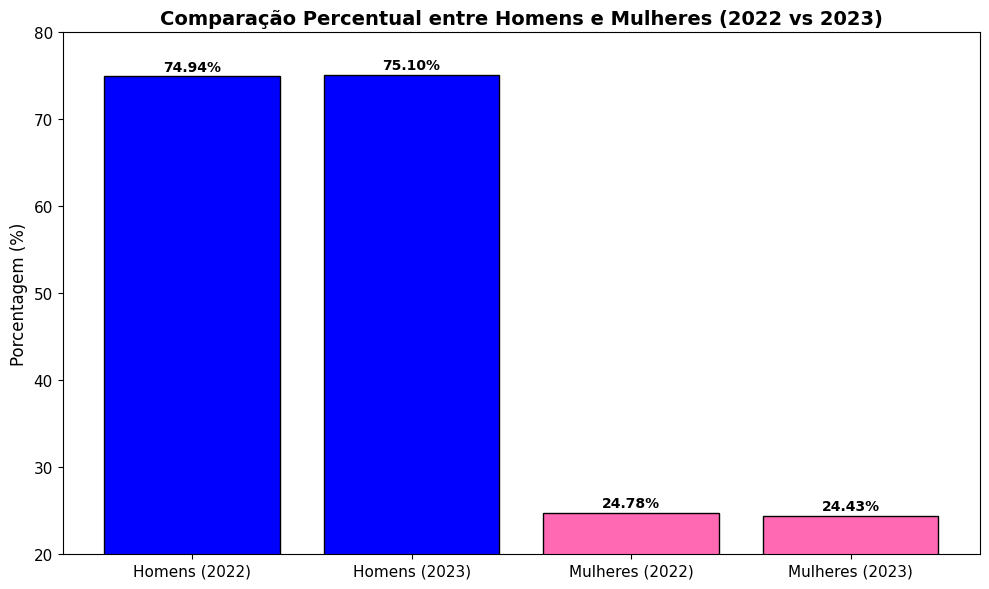 Comparação Percentual entre Homens e Mulheres (2022 vs 2023)
Porcentagem (%)
80
70
60
50
40
30
20
74.94%
75.10%
24.78%
24.43%
Homens (2022)
Homens (2023)
Mulheres (2022)
Mulheres (2023)